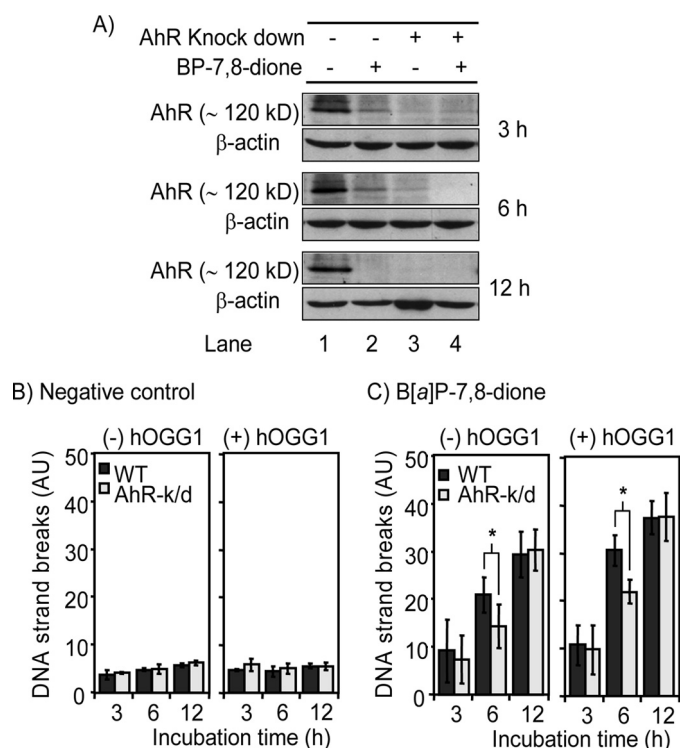 A)
AhR Knock down - - + +
BP-7,8-dione - + - +
AhR (~ 120 kD)
β-actin
3 h
AhR (~ 120 kD)
β-actin
6 h
AhR (~ 120 kD)
β-actin
12 h
Lane 1 2 3 4
B) Negative control
(-) hOGG1 (+) hOGG1
DNA strand breaks (AU)
50
40
30
20
10
0
WT
AhR-k/d
3 6 12 3 6 12
Incubation time (h)
C) B[a]P-7,8-dione
(-) hOGG1 (+) hOGG1
DNA strand breaks (AU)
50
40
30
20
10
0
WT
AhR-k/d
* *
3 6 12 3 6 12
Incubation time (h)